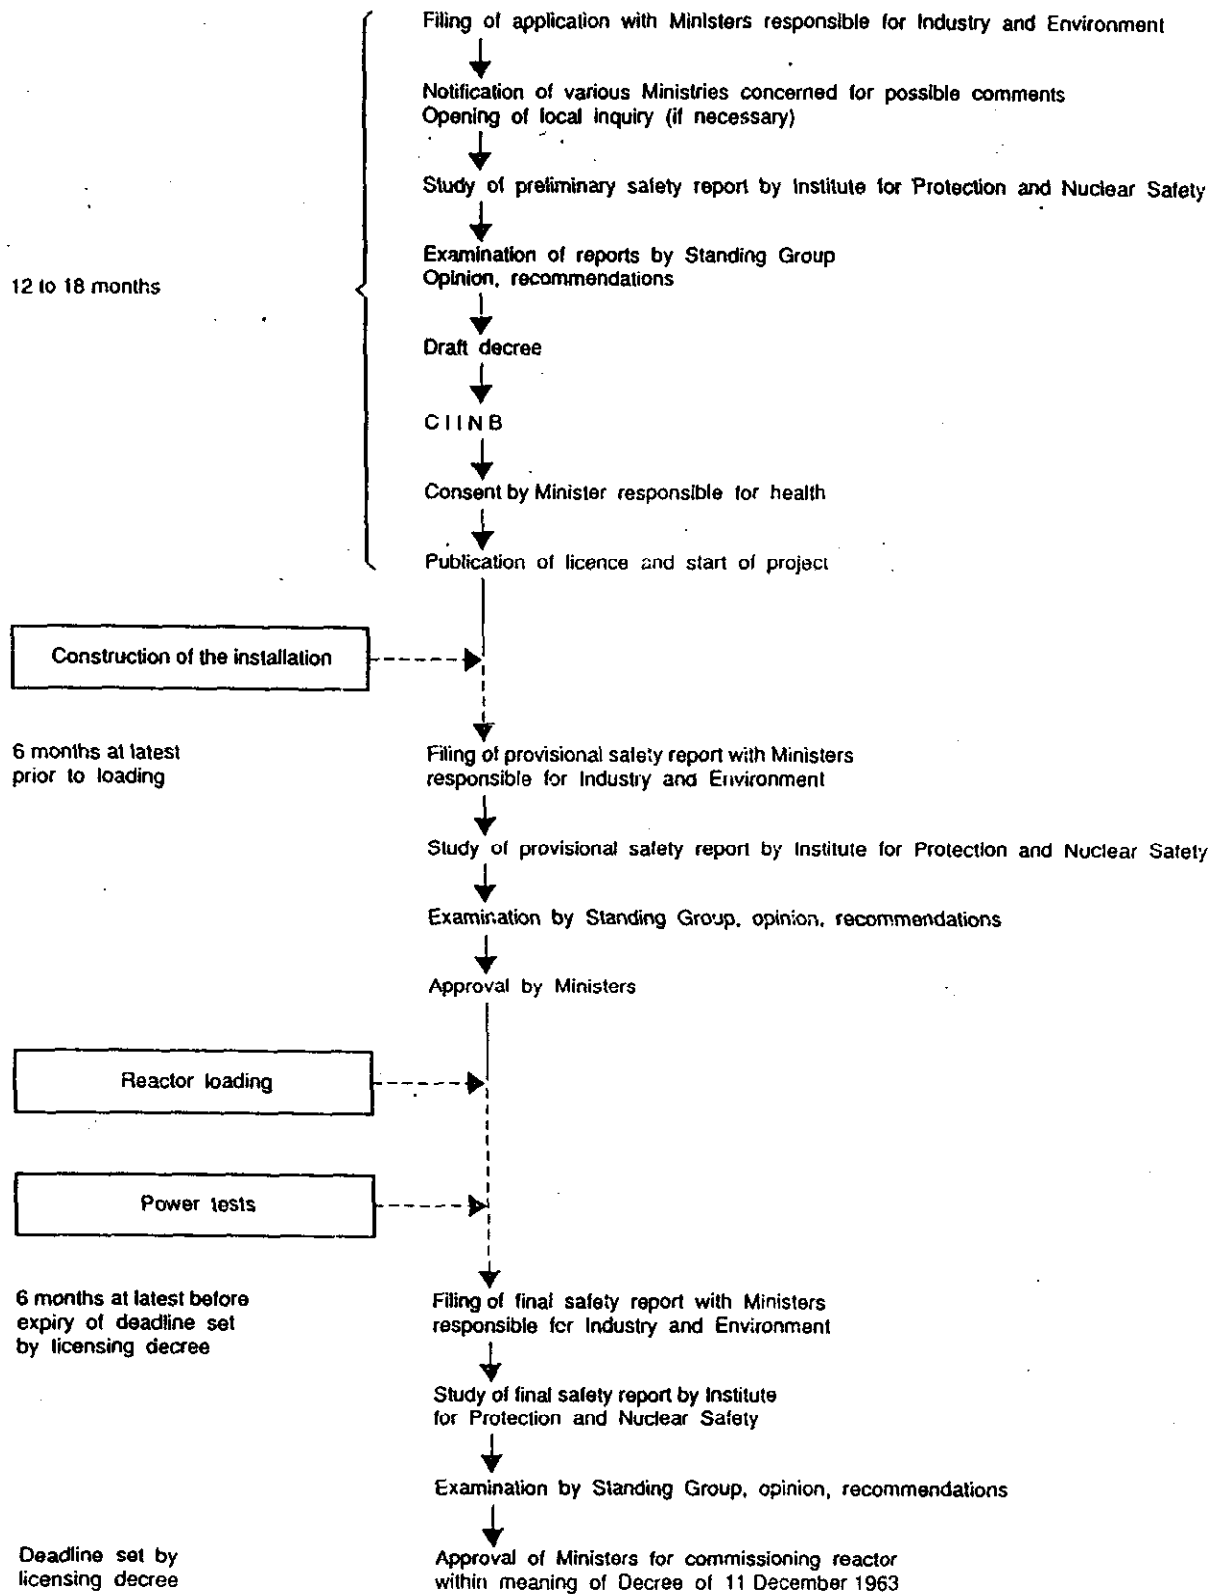 Filing of application with Ministers responsible for Industry and Environment
Notification of various Ministries concerned for possible comments
Opening of local inquiry (if necessary)
Study of preliminary safety report by Institute for Protection and Nuclear Safety
Examination of reports by Standing Group
Opinion, recommendations
12 to 18 months
Draft decree
CIINB
Consent by Minister responsible for health
Publication of licence and start of project
Construction of the installation
6 months at latest
prior to loading
Filing of provisional safety report with Ministers
responsible for Industry and Environment
Study of provisional safety report by Institute for Protection and Nuclear Safety
Examination by Standing Group, opinion, recommendations
Approval by Ministers
Reactor loading
Power tests
6 months at latest before
expiry of deadline set
by licensing decree
Filing of final safety report with Ministers
responsible for Industry and Environment
Study of final safety report by Institute
for Protection and Nuclear Safety
Examination by Standing Group, opinion, recommendations
Deadline set by
licensing decree
Approval of Ministers for commissioning reactor
within meaning of Decree of 11 December 1963